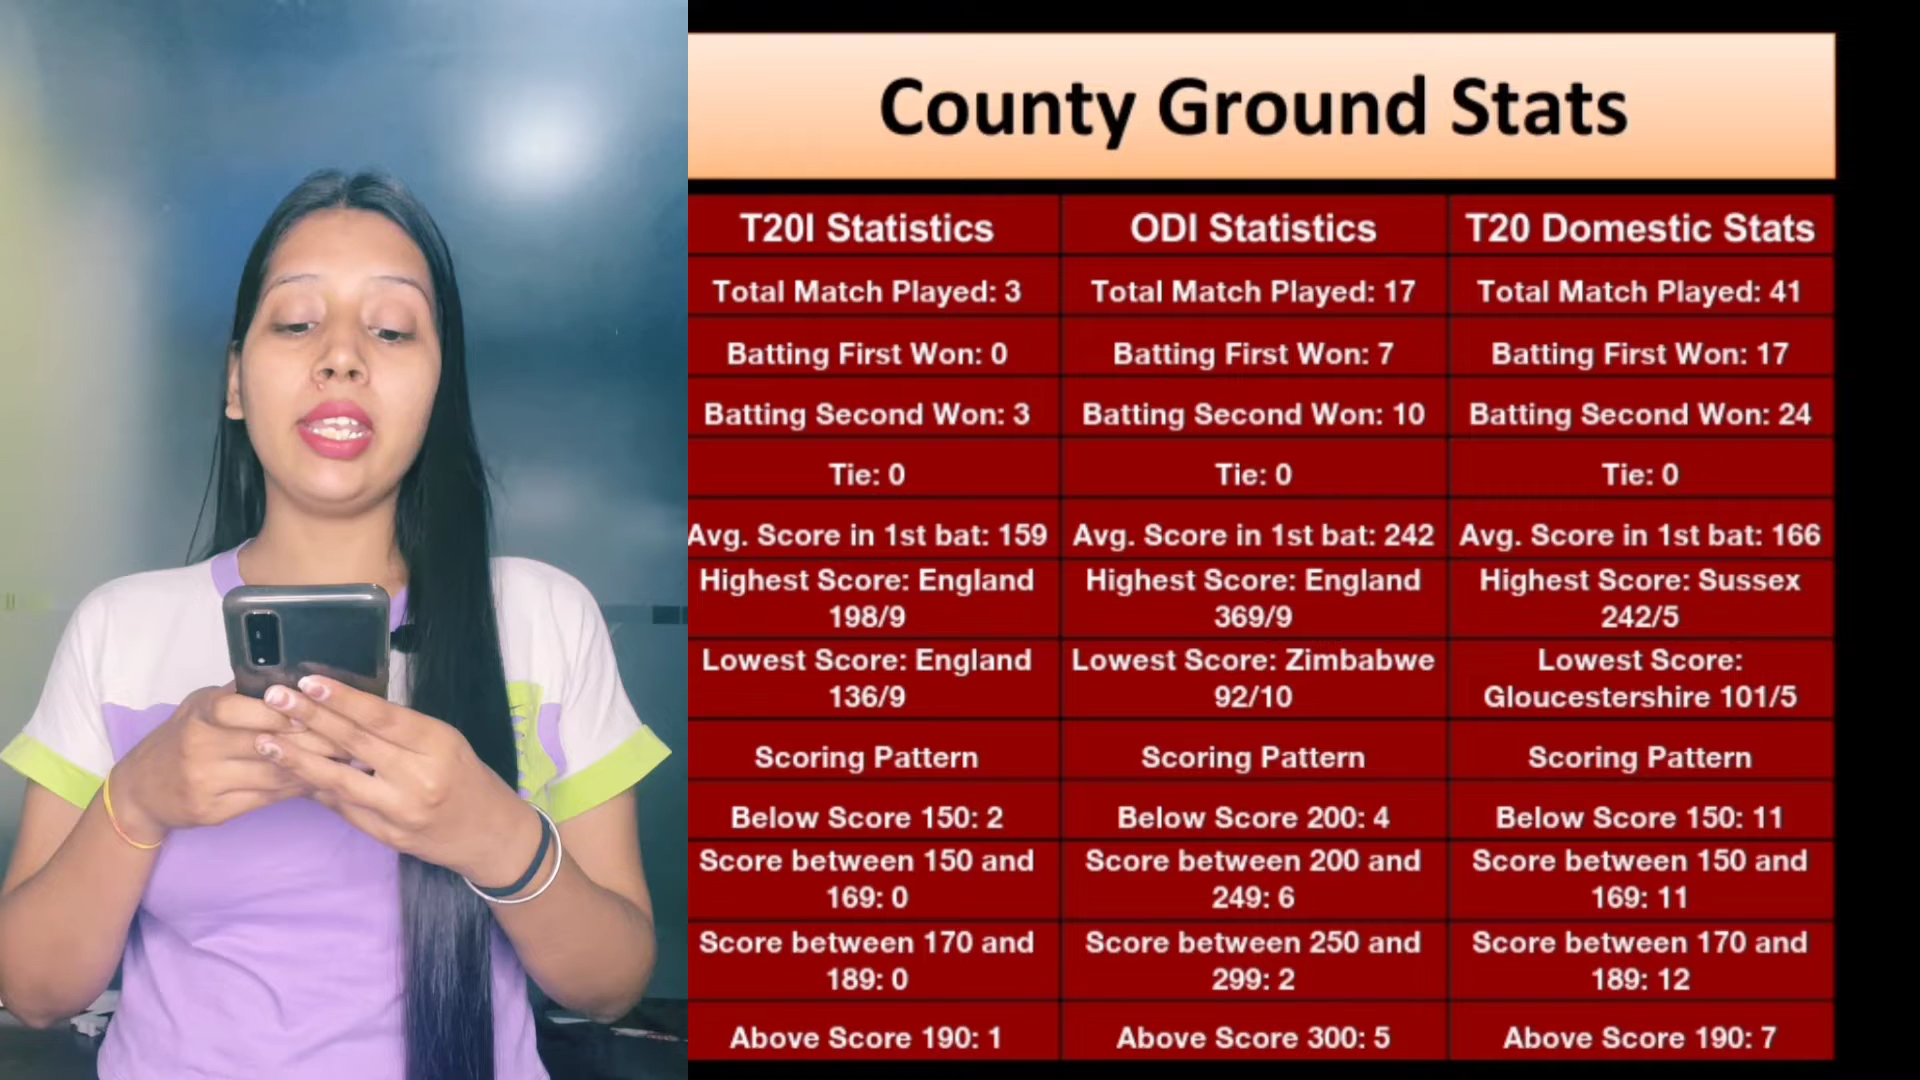 County Ground Stats
T20I Statistics
ODI Statistics
T20 Domestic Stats
Total Match Played: 3
Total Match Played: 17
Total Match Played: 41
Batting First Won: 0
Batting First Won: 7
Batting First Won: 17
Batting Second Won: 3
Batting Second Won: 10
Batting Second Won: 24
Tie: 0
Tie: 0
Tie: 0
Avg. Score in 1st bat: 159
Avg. Score in 1st bat: 242
Avg. Score in 1st bat: 166
Highest Score: England
198/9
Highest Score: England
369/9
Highest Score: Sussex
242/5
Lowest Score: England
136/9
Lowest Score: Zimbabwe
92/10
Lowest Score:
Gloucestershire 101/5
Scoring Pattern
Scoring Pattern
Scoring Pattern
Below Score 150: 2
Below Score 200: 4
Below Score 150: 11
Score between 150 and
169: 0
Score between 200 and
249: 6
Score between 150 and
169: 11
Score between 170 and
189: 0
Score between 250 and
299: 2
Score between 170 and
189: 12
Above Score 190: 1
Above Score 300: 5
Above Score 190: 7